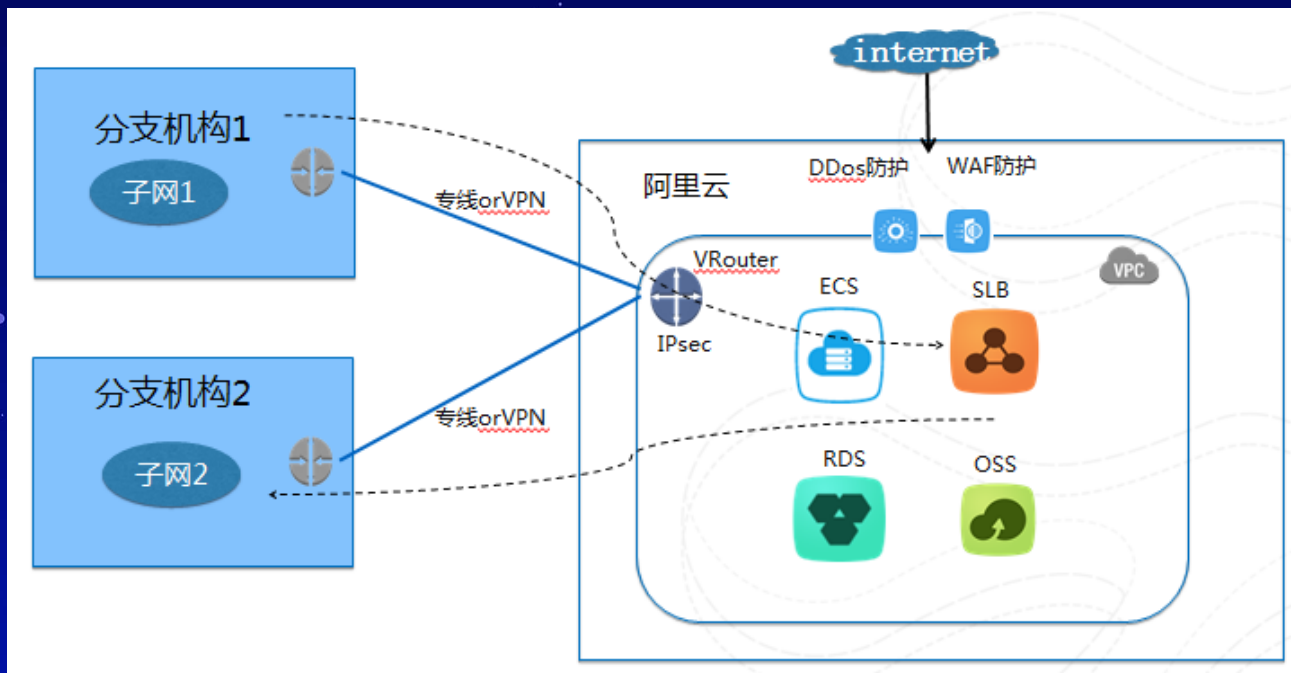 internet
分支机构1
子网1
专线orVPN
阿里云
DDos防护
WAF防护
VRouter
IPsec
VPC
ECS
SLB
分支机构2
子网2
专线orVPN
RDS
OSS